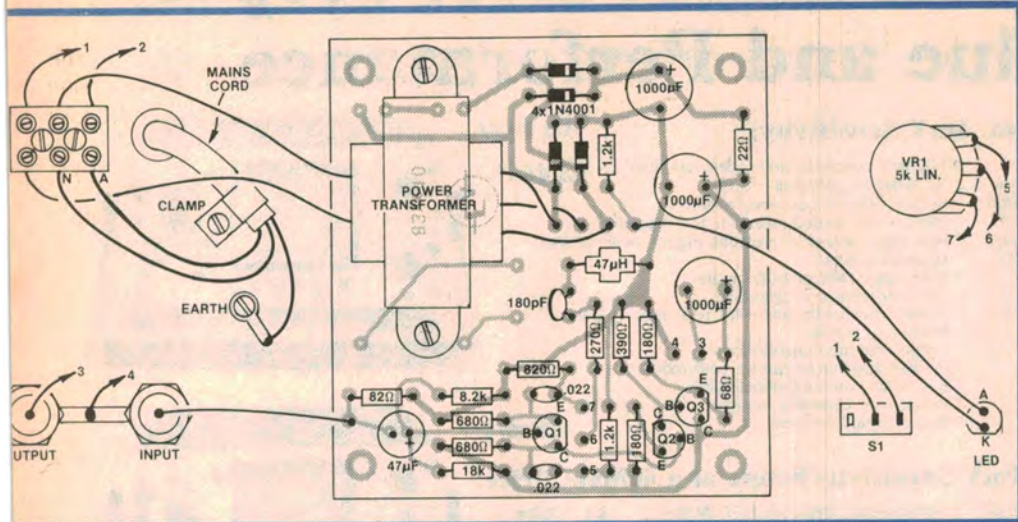 1
2
MAINS
CORD
N
A
CLAMP
EARTH
3
4
UTPUT
INPUT
POWER
TRANSFORMER
4x1N4001
1.2k
+
1000µF
22Ω
+
1000µF
47µH
180pF
+
1000µF
270Ω
390Ω
180Ω
4
3
68Ω
820Ω
82Ω
8.2k
.022
680Ω
680Ω
18k
.022
+
47µF
E
B
Q1
C
7
6
5
1.2k
180Ω
E
B
Q3
C
C
Q2
B
E
VR1
5k LIN.
5
6
7
1
2
S1
A
K
LED